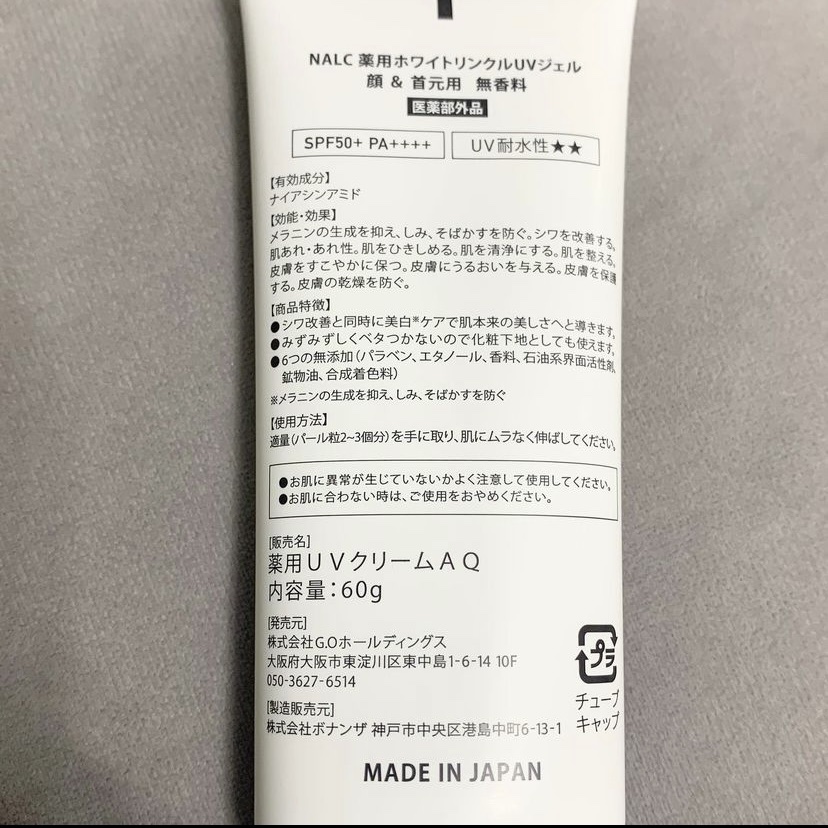 NALC 薬用ホワイトリンクルUVジェル
顔 & 首元用 無香料
医薬部外品
SPF50+ PA++++
UV耐水性★★
【有効成分】
ナイアシンアミド
【効能・効果】
メラニンの生成を抑え、しみ、そばかすを防ぐ。シワを改善する。
肌あれ・あれ性。肌をひきしめる。肌を清浄にする。肌を整える。
皮膚をすこやかに保つ。皮膚にうるおいを与える。皮膚を保護
する。皮膚の乾燥を防ぐ。
【商品特徴】
●シワ改善と同時に美白※ケアで肌本来の美しさへと導きます。
●みずみずしくベタつかないので化粧下地としても使えます。
●6つの無添加(パラベン、エタノール、香料、石油系界面活性剤、
鉱物油、合成着色料)
※メラニンの生成を抑え、しみ、そばかすを防ぐ
【使用方法】
適量(パール粒2~3個分)を手に取り、肌にムラなく伸ばしてください。
●お肌に異常が生じていないかよく注意して使用してください。
●お肌に合わない時は、ご使用をおやめください。
[販売名]
薬用UVクリームAQ
内容量:60g
[発売元]
株式会社G.Oホールディングス
大阪府大阪市東淀川区東中島1-6-14 10F
050-3627-6514
[製造販売元]
株式会社ボナンザ 神戸市中央区港島中町6-13-1
プラ
チューブ
キャップ
MADE IN JAPAN